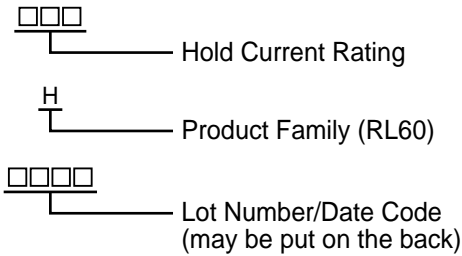 □□□
Hold Current Rating
H
Product Family (RL60)
□□□□
Lot Number/Date Code
(may be put on the back)